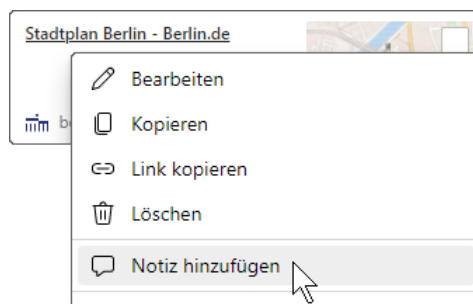 Stadtplan Berlin - Berlin.de
Bearbeiten
Kopieren
Link kopieren
Löschen
Notiz hinzufügen